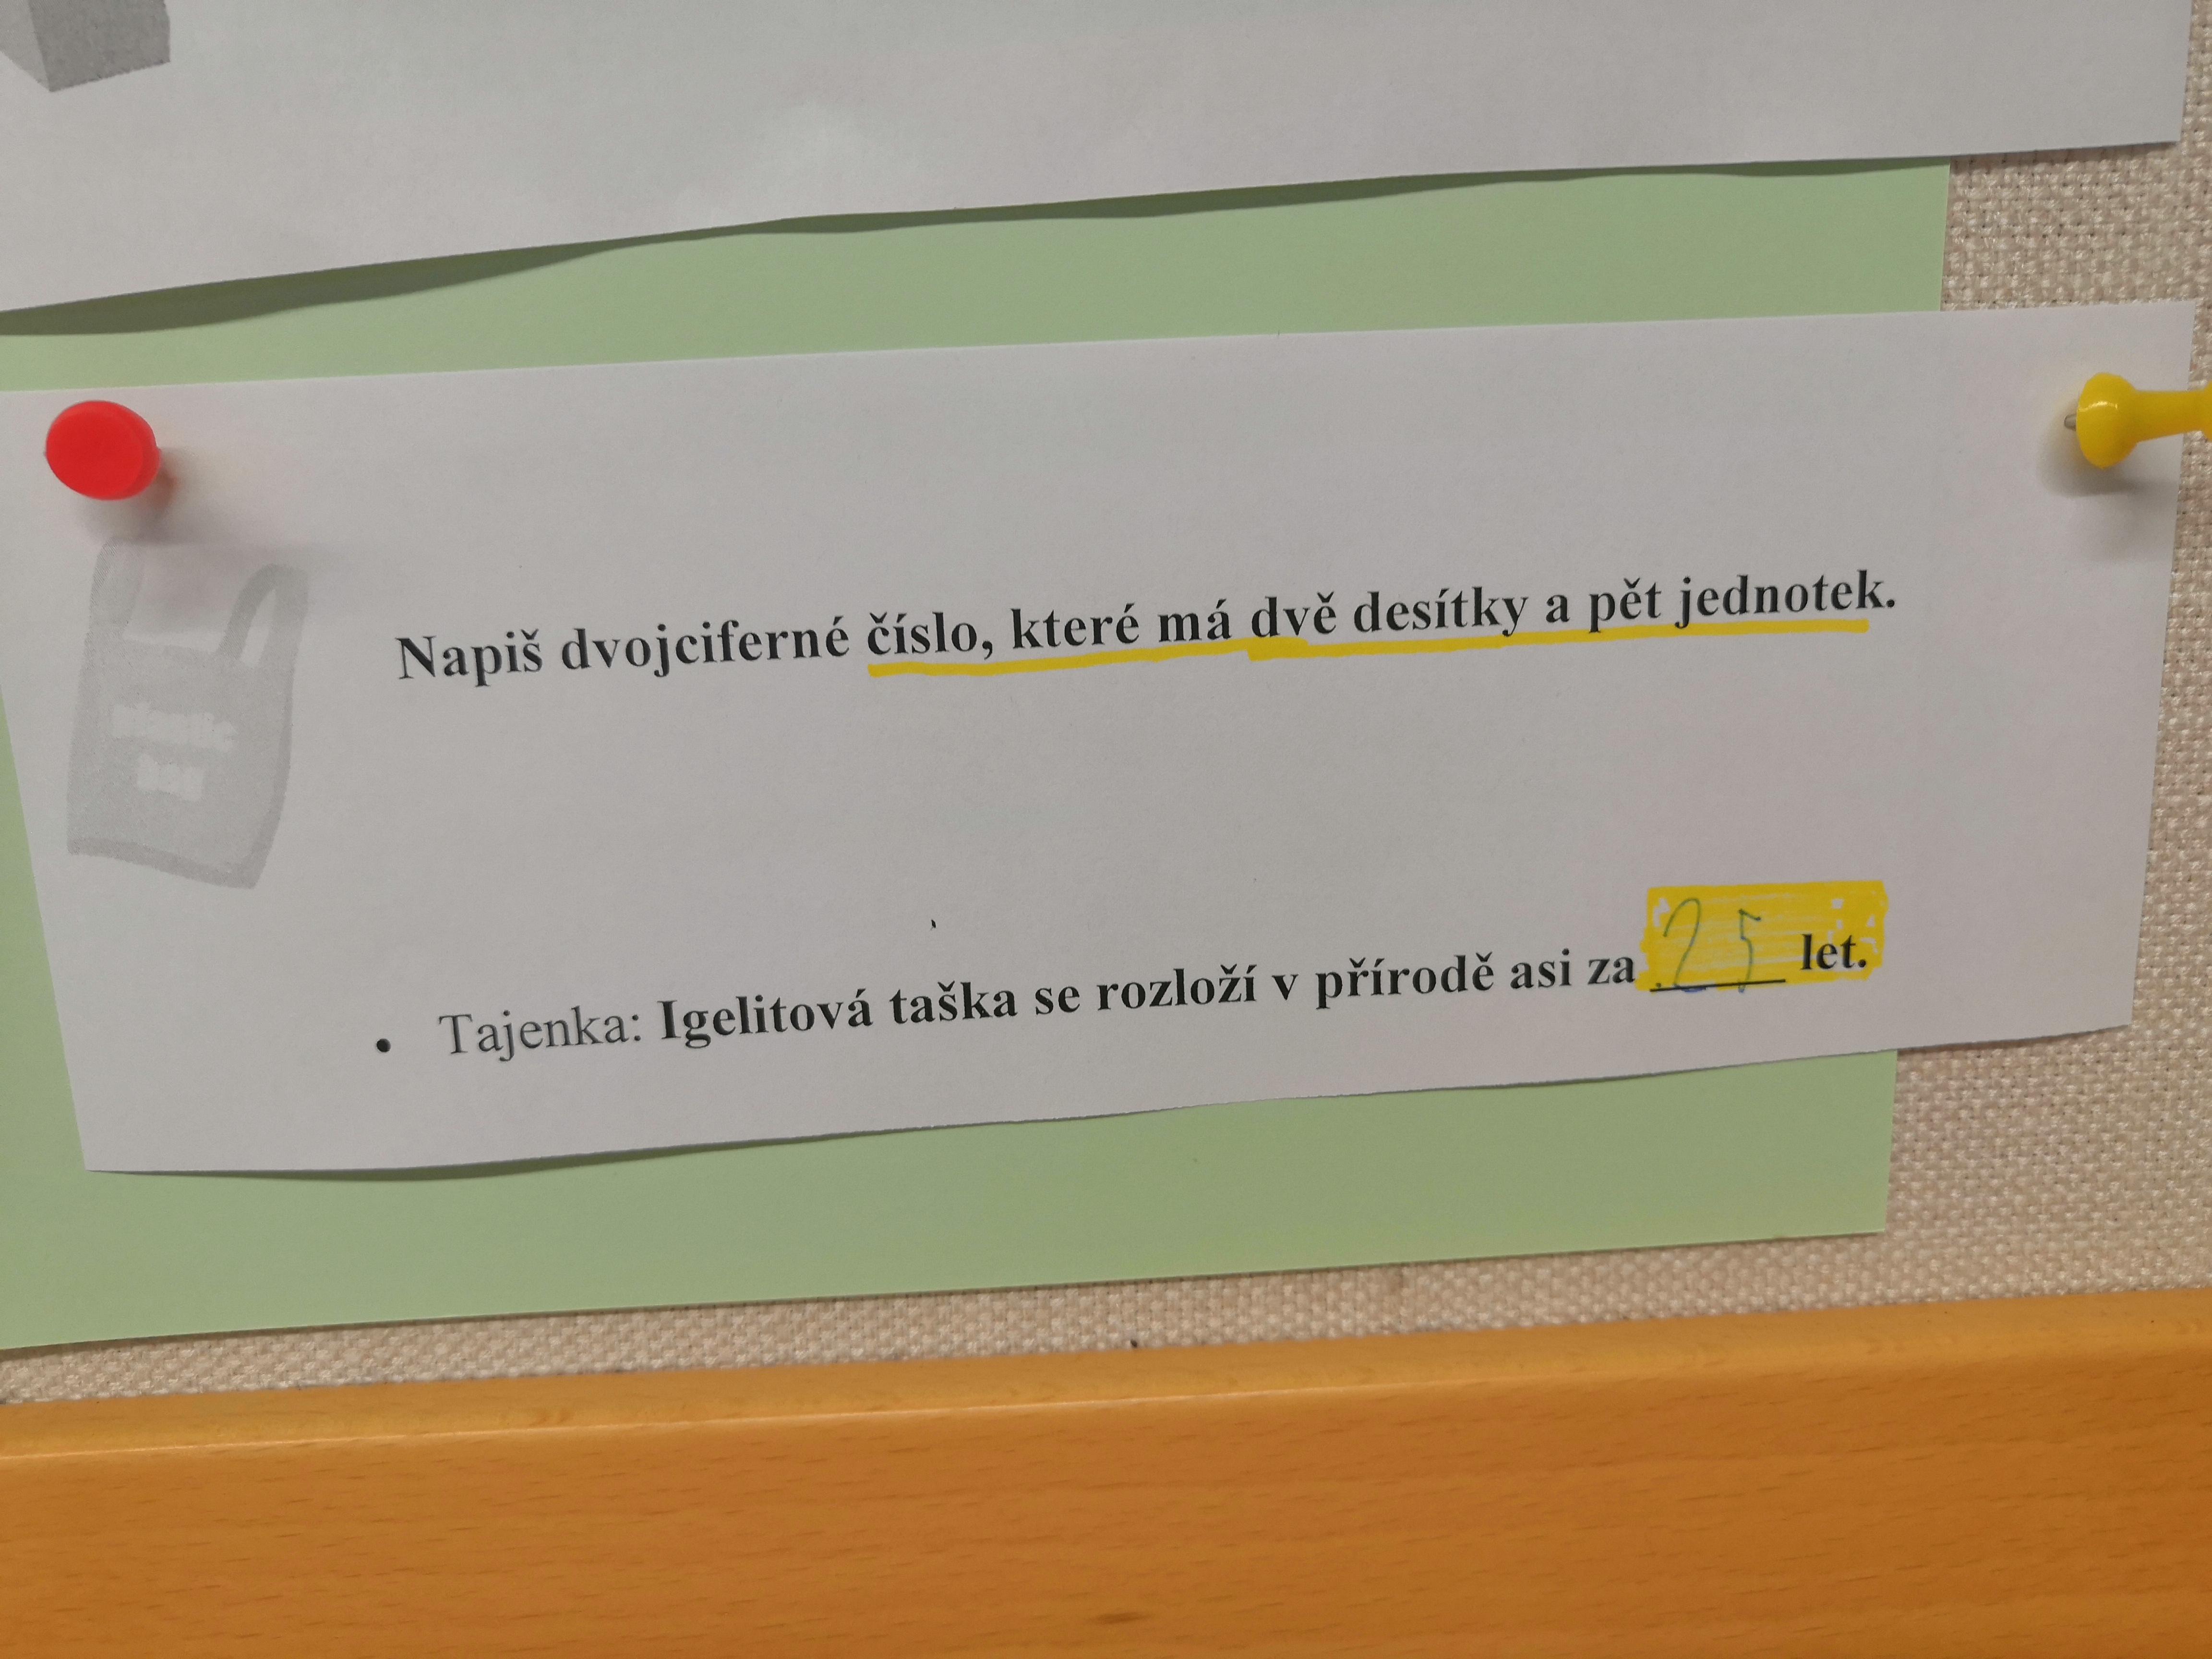 Napiš dvojciferné číslo, které má dvě desítky a pět jednotek.
• Tajenka: Igelitová taška se rozloží v přírodě asi za 25 let.